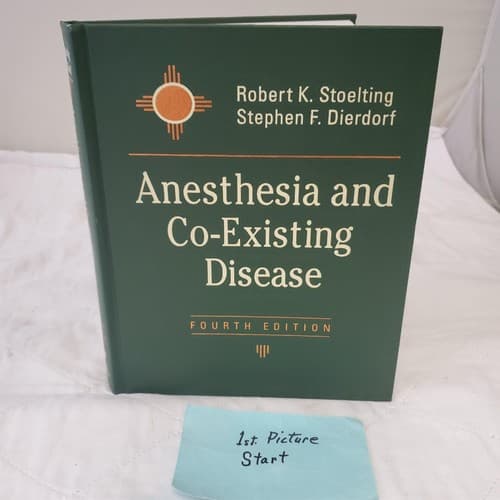 Robert K. Stoelting
Stephen F. Dierdorf
Anesthesia and
Co-Existing
Disease
FOURTH EDITION
1st. Picture
Start